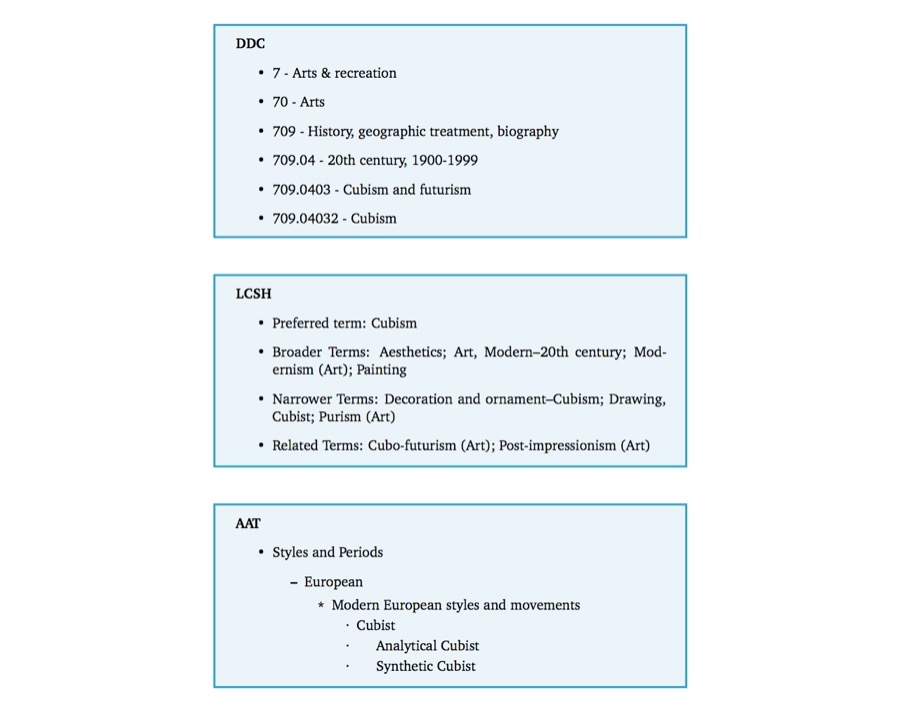 DDC
• 7 - Arts & recreation
• 70 - Arts
• 709 - History, geographic treatment, biography
• 709.04 - 20th century, 1900-1999
• 709.0403 - Cubism and futurism
• 709.04032 - Cubism
LCSH
• Preferred term: Cubism
• Broader Terms: Aesthetics; Art, Modern–20th century; Mod-
ernism (Art); Painting
• Narrower Terms: Decoration and ornament–Cubism; Drawing,
Cubist; Purism (Art)
• Related Terms: Cubo-futurism (Art); Post-impressionism (Art)
AAT
• Styles and Periods
– European
* Modern European styles and movements
· Cubist
· Analytical Cubist
· Synthetic Cubist